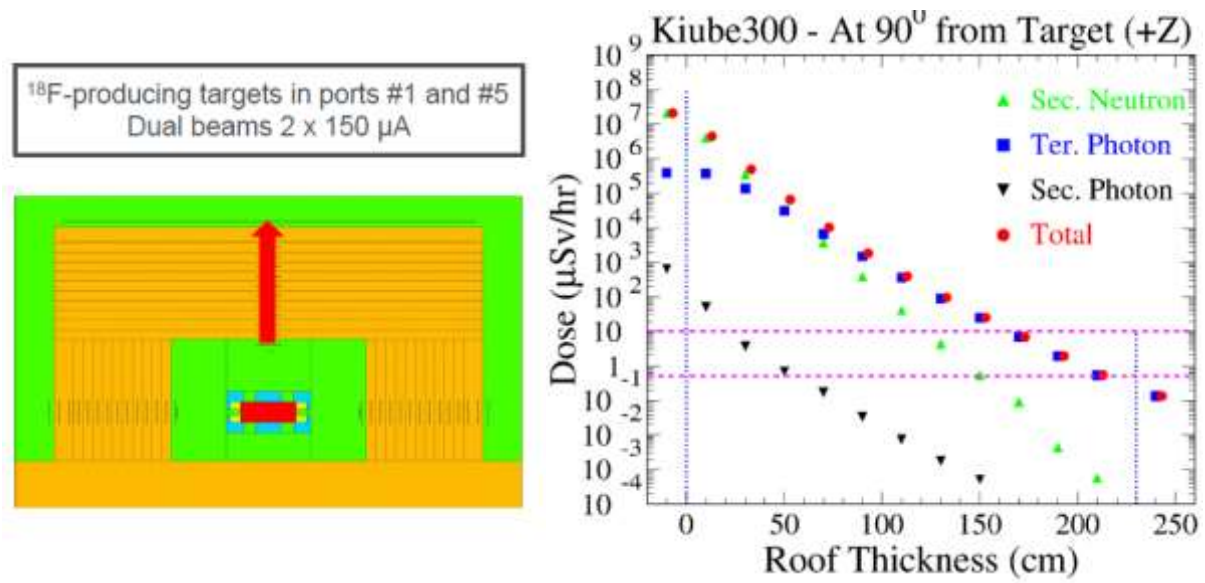 ¹⁸F-producing targets in ports #1 and #5
Dual beams 2 x 150 μA
Kiube300 - At 90⁰ from Target (+Z)
Dose (μSv/hr)
10⁹
10⁸
10⁷
10⁶
10⁵
10⁴
10³
10²
10
1
10⁻¹
10⁻²
10⁻³
10⁻⁴
10
Sec. Neutron
Ter. Photon
Sec. Photon
Total
0 50 100 150 200 250
Roof Thickness (cm)